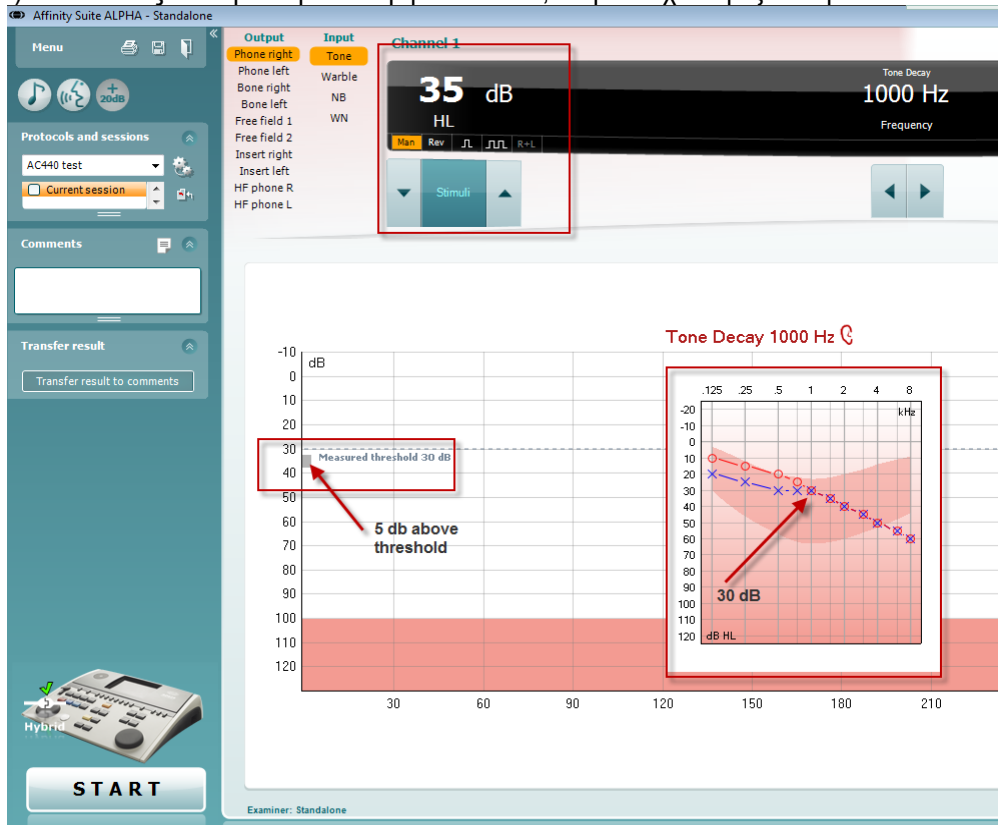 Affinity Suite ALPHA - Standalone
Menu
+
20dB
Protocols and sessions
AC440 test
Current session
Comments
Transfer result
Transfer result to comments
Hybrid
START
Output
Phone right
Phone left
Bone right
Bone left
Free field 1
Free field 2
Insert right
Insert left
HF phone R
HF phone L
Input
Tone
Warble
NB
WN
Channel 1
35 dB
HL
Man Rev R+L
Stimuli
Tone Decay
1000 Hz
Frequency
Tone Decay 1000 Hz
-10
dB
0
10
20
30
Measured threshold 30 dB
40
50
60
70
80
90
100
110
120
5 db above
threshold
30 60 90 120 150 180 210
.125 .25 .5 1 2 4 8
kHz
-20
-10
0
10
20
30
40
50
60
70
80
90
100
110
120
dB HL
30 dB
Examiner: Standalone